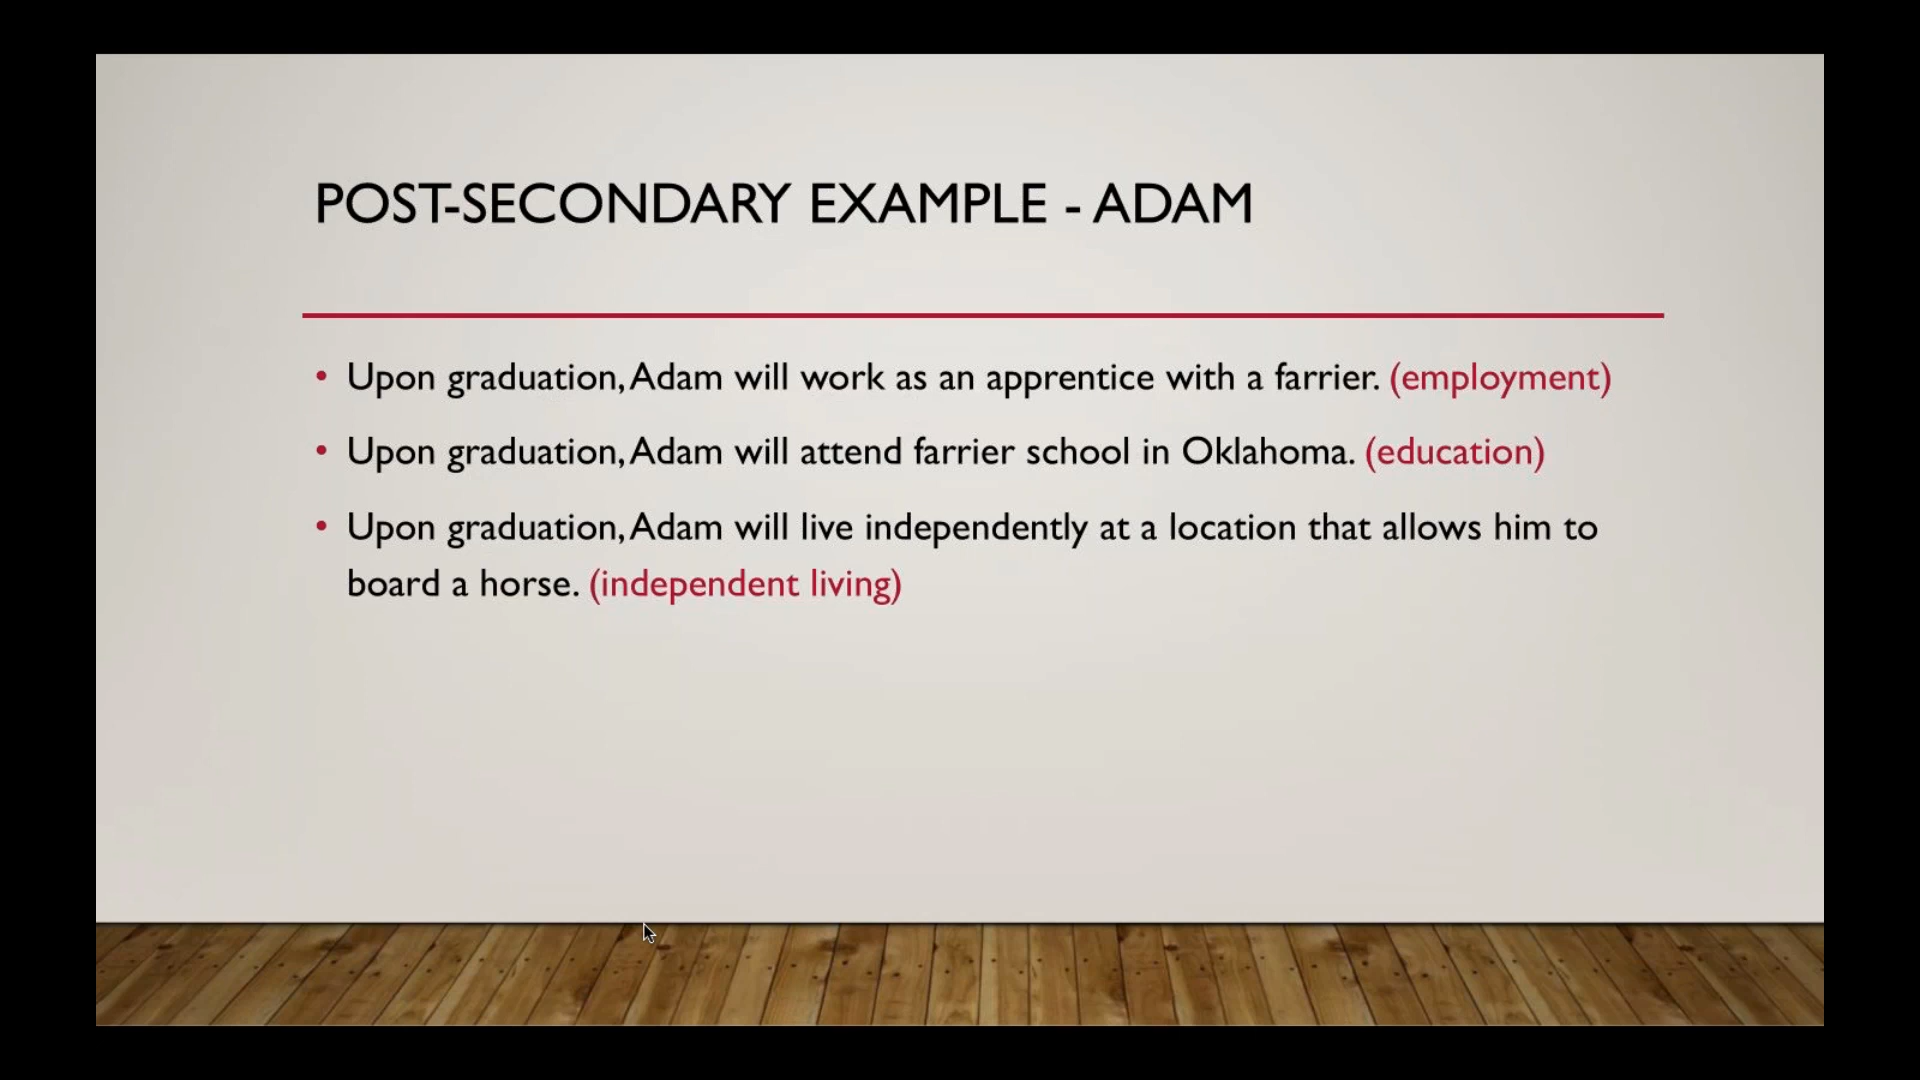 POST-SECONDARY EXAMPLE - ADAM
• Upon graduation, Adam will work as an apprentice with a farrier. (employment)
• Upon graduation, Adam will attend farrier school in Oklahoma. (education)
• Upon graduation, Adam will live independently at a location that allows him to
board a horse. (independent living)